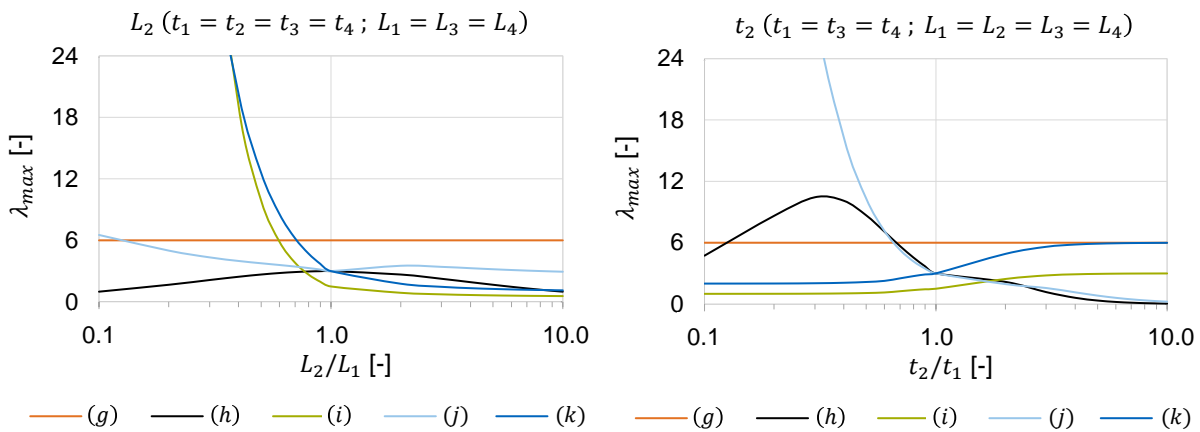 L₂ (t₁ = t₂ = t₃ = t₄ ; L₁ = L₃ = L₄)
24
18
12
6
0
λₘₐₓ [-]
0.1 1.0 10.0
L₂/L₁ [-]
(g) (h) (i) (j) (k)
t₂ (t₁ = t₃ = t₄ ; L₁ = L₂ = L₃ = L₄)
24
18
12
6
0
λₘₐₓ [-]
0.1 1.0 10.0
t₂/t₁ [-]
(g) (h) (i) (j) (k)